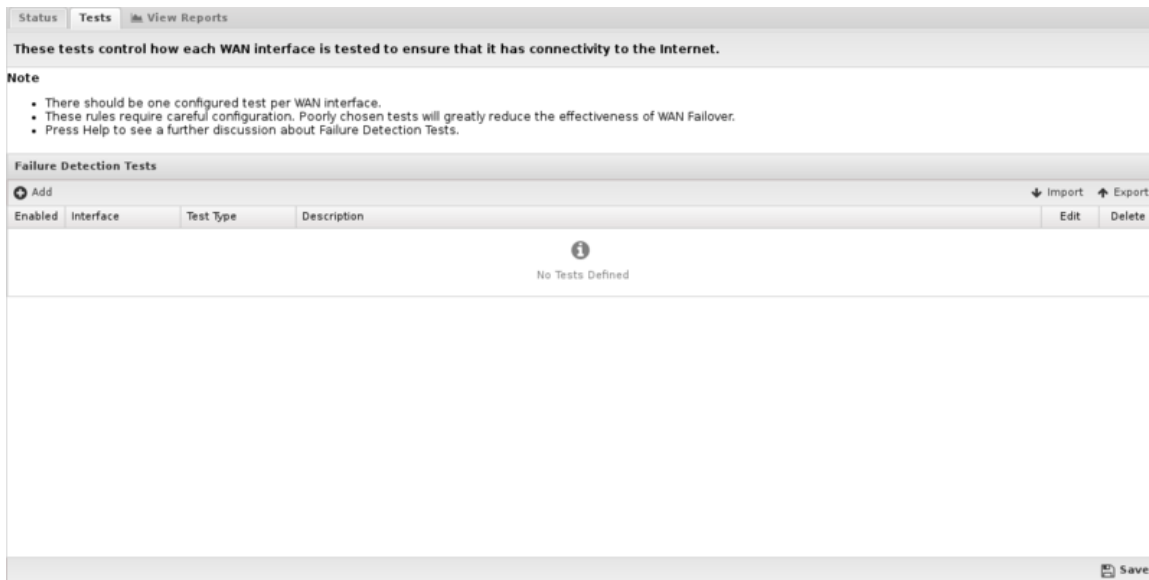 Status Tests View Reports
These tests control how each WAN interface is tested to ensure that it has connectivity to the Internet.
Note
• There should be one configured test per WAN interface.
• These rules require careful configuration. Poorly chosen tests will greatly reduce the effectiveness of WAN Failover.
• Press Help to see a further discussion about Failure Detection Tests.
Failure Detection Tests
Add Import Export
Enabled Interface Test Type Description Edit Delete
No Tests Defined
Save